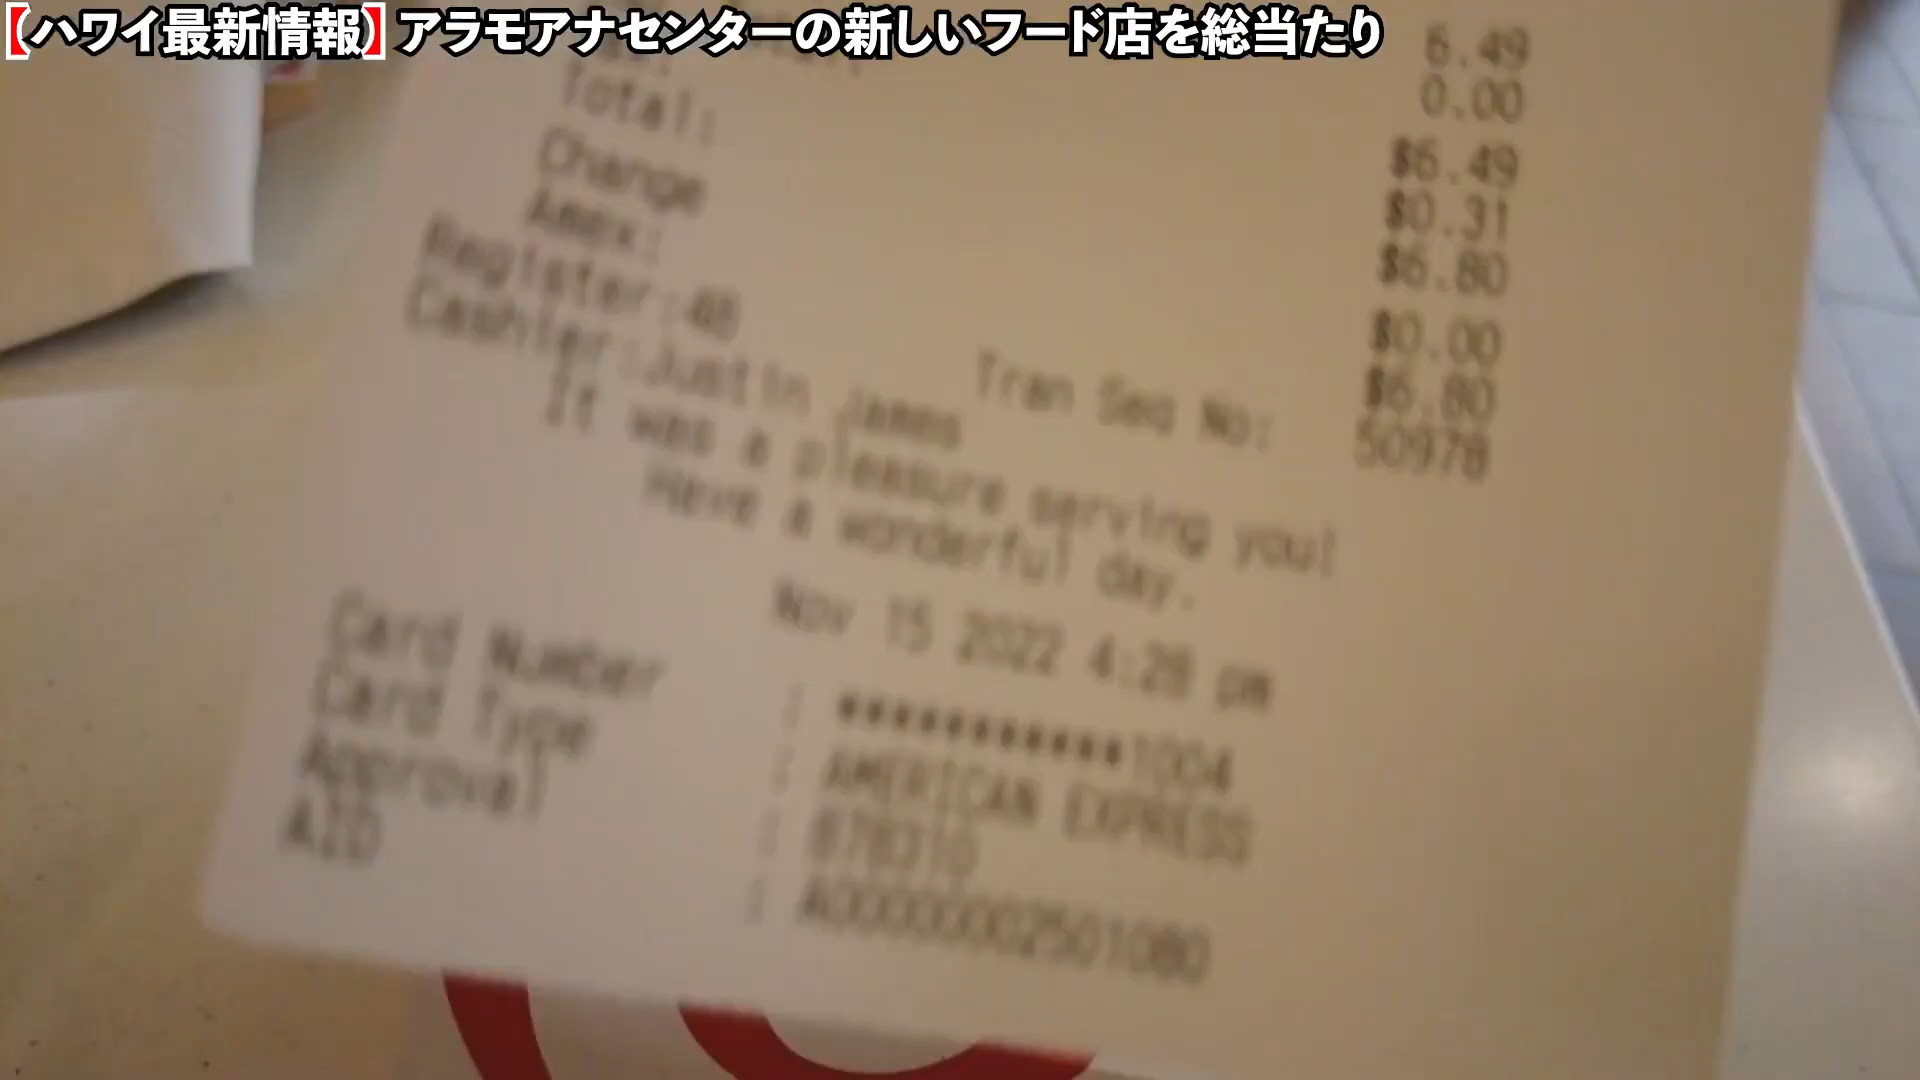 【ハワイ最新情報】アラモアナセンターの新しいフード店を総当たり
6.49
0.00
$6.49
Total: $0.31
$6.80
Change $0.00
Amex: $6.80
Register:46 Tran Seq No: 50978
Cashier:Justin James
It was a pleasure serving you!
Have a wonderful day.
Nov 15 2022 4:28 pm
Card Number : ***********1004
Card Type : AMERICAN EXPRESS
Approval : 878210
AID : A00000002501080